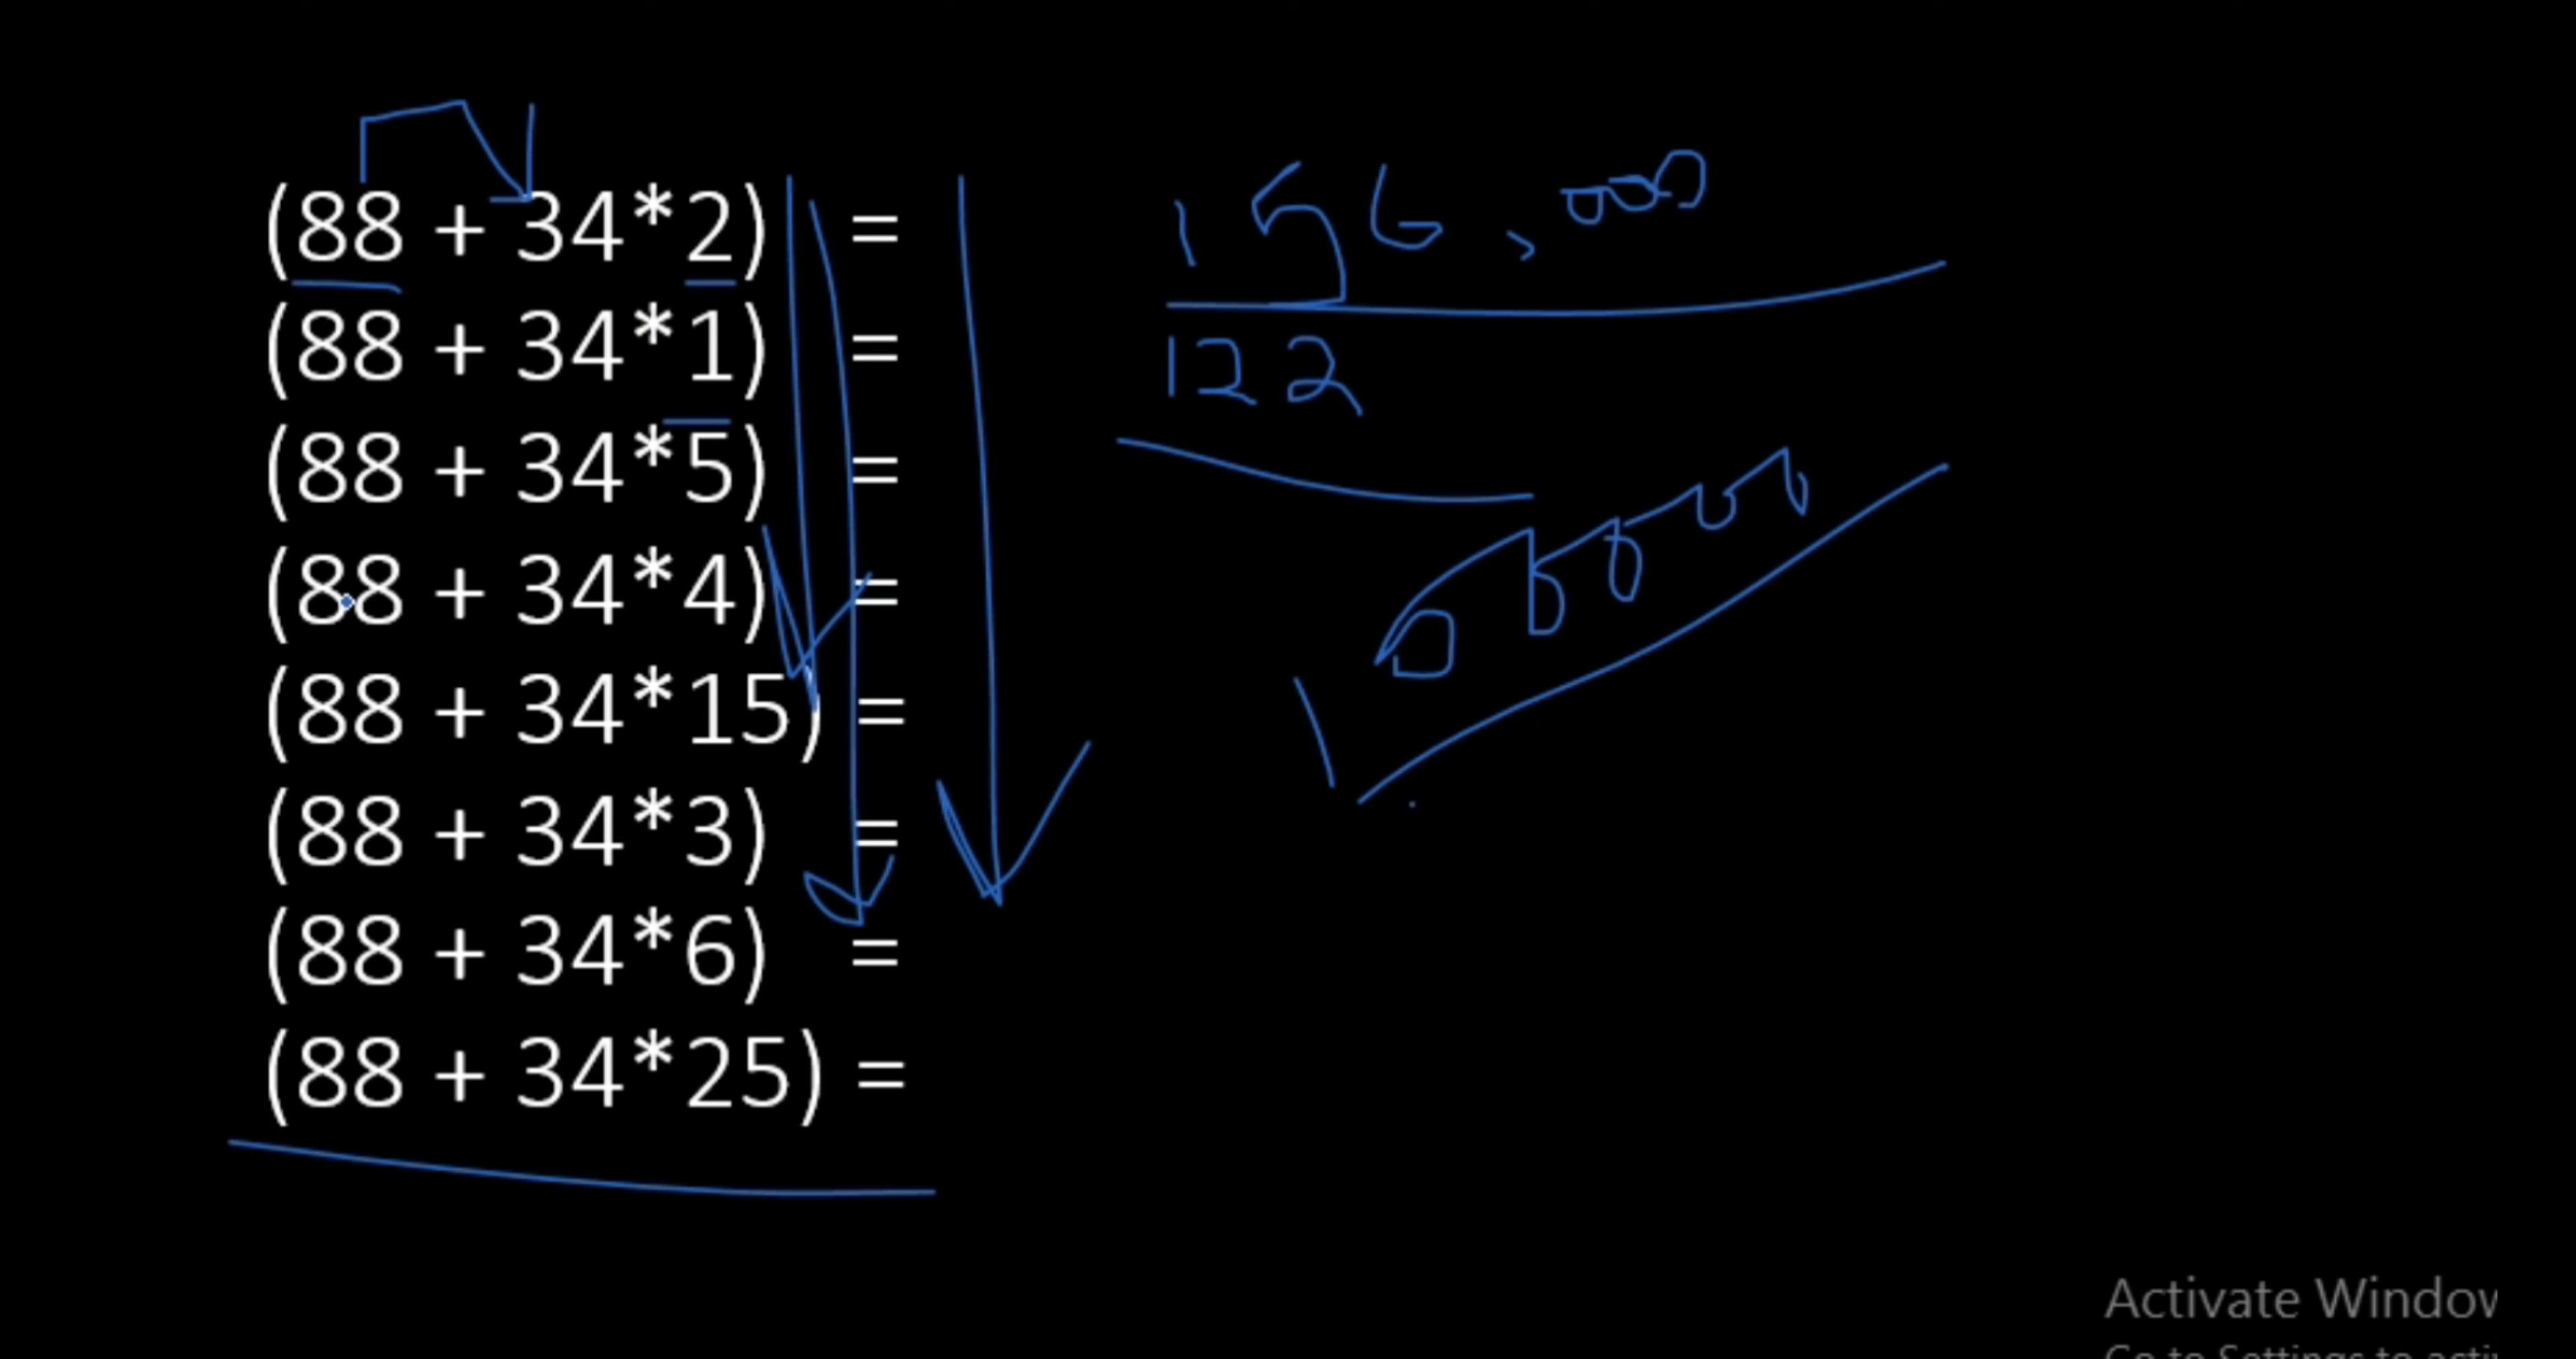 (88 + 34*2) = 156,000
(88 + 34*1) = 122
(88 + 34*5) =
(88 + 34*4) =
(88 + 34*15) =
(88 + 34*3) =
(88 + 34*6) =
(88 + 34*25) =
Activate Window